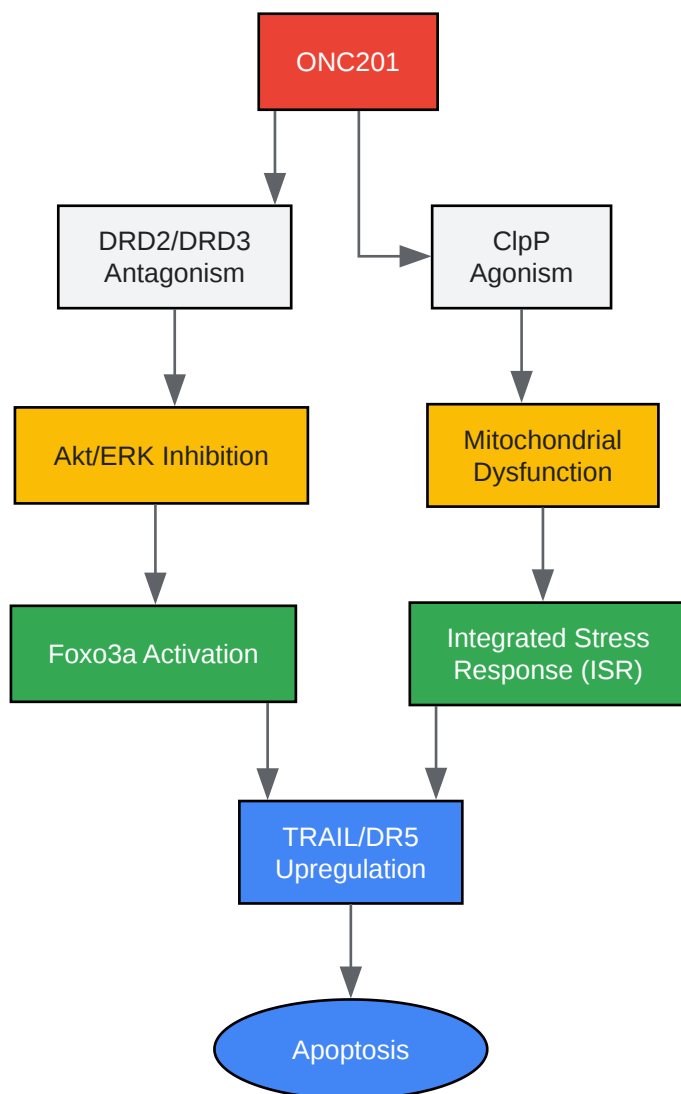 ONC201
DRD2/DRD3
Antagonism
ClpP
Agonism
Akt/ERK Inhibition
Mitochondrial
Dysfunction
Foxo3a Activation
Integrated Stress
Response (ISR)
TRAIL/DR5
Upregulation
Apoptosis